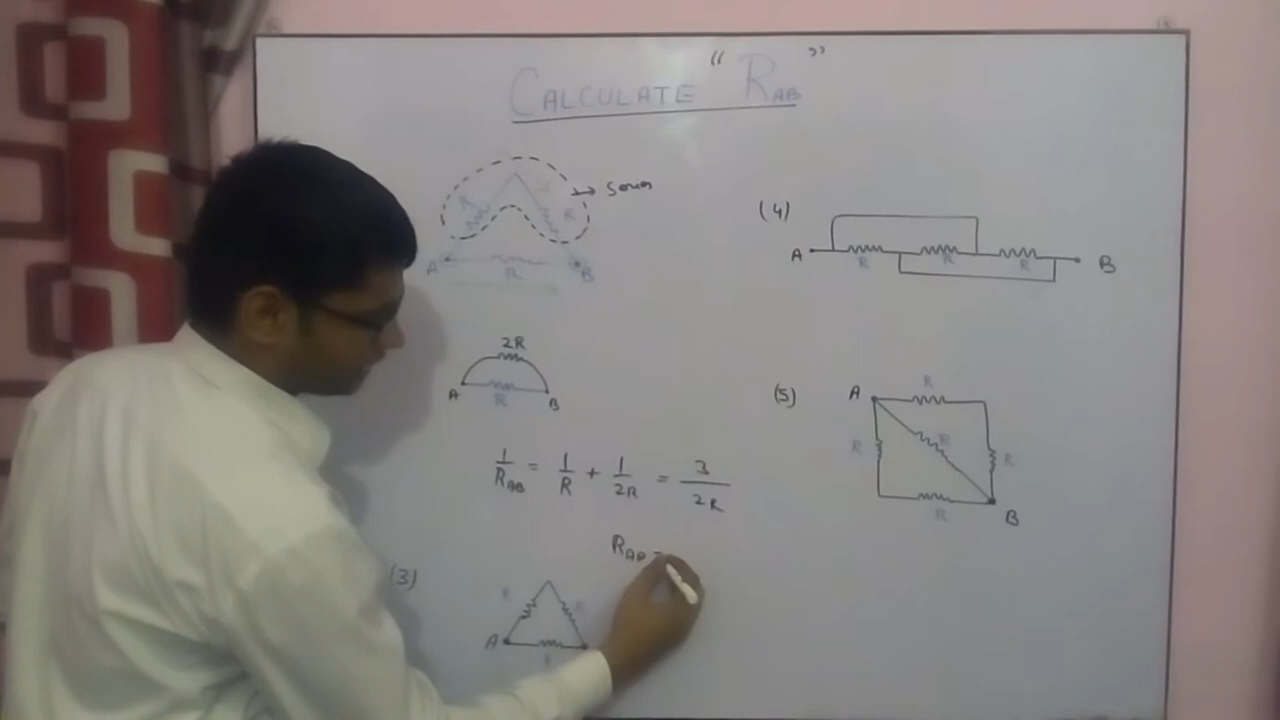 CALCULATE "RAB"
R R → Series
A R B
2R
A R B
1/RAB = 1/R + 1/2R = 3/2R
RAB =
(3)
R R
A
(4)
A R R R B
(5)
A R
R R R
R B